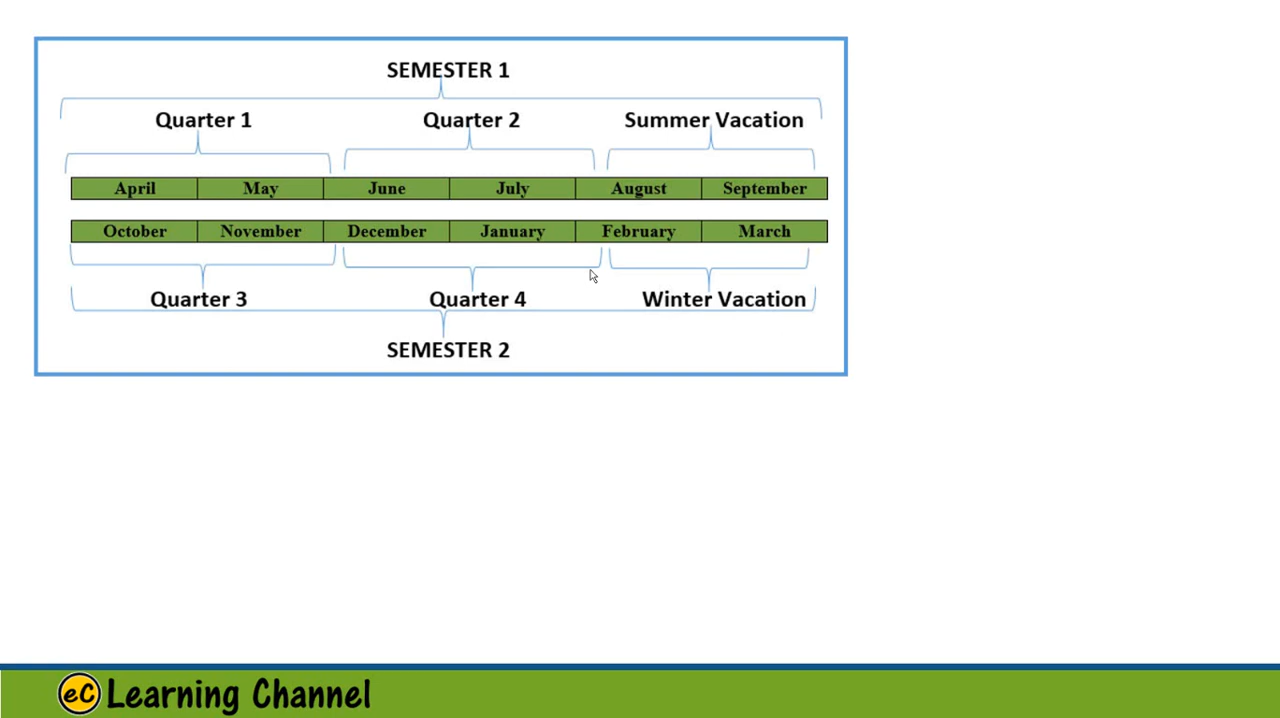 SEMESTER 1
Quarter 1 Quarter 2 Summer Vacation
April May June July August September
October November December January February March
Quarter 3 Quarter 4 Winter Vacation
SEMESTER 2
eC Learning Channel